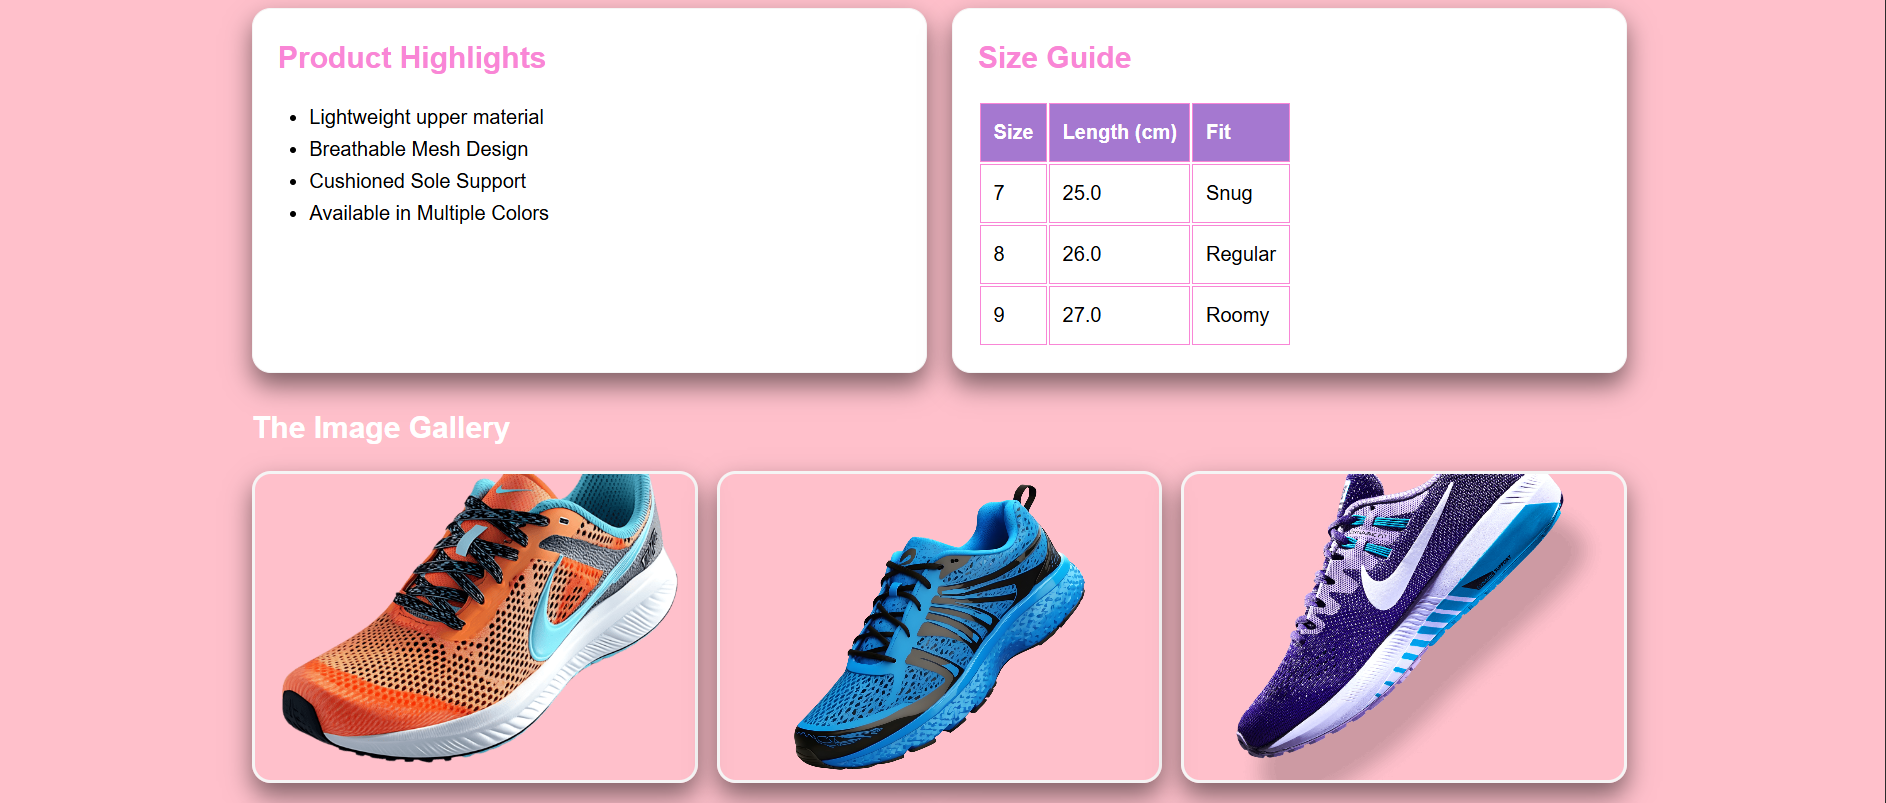 Product Highlights
Lightweight upper material
Breathable Mesh Design
Cushioned Sole Support
Available in Multiple Colors
Size Guide
Size Length (cm) Fit
7 25.0 Snug
8 26.0 Regular
9 27.0 Roomy
The Image Gallery